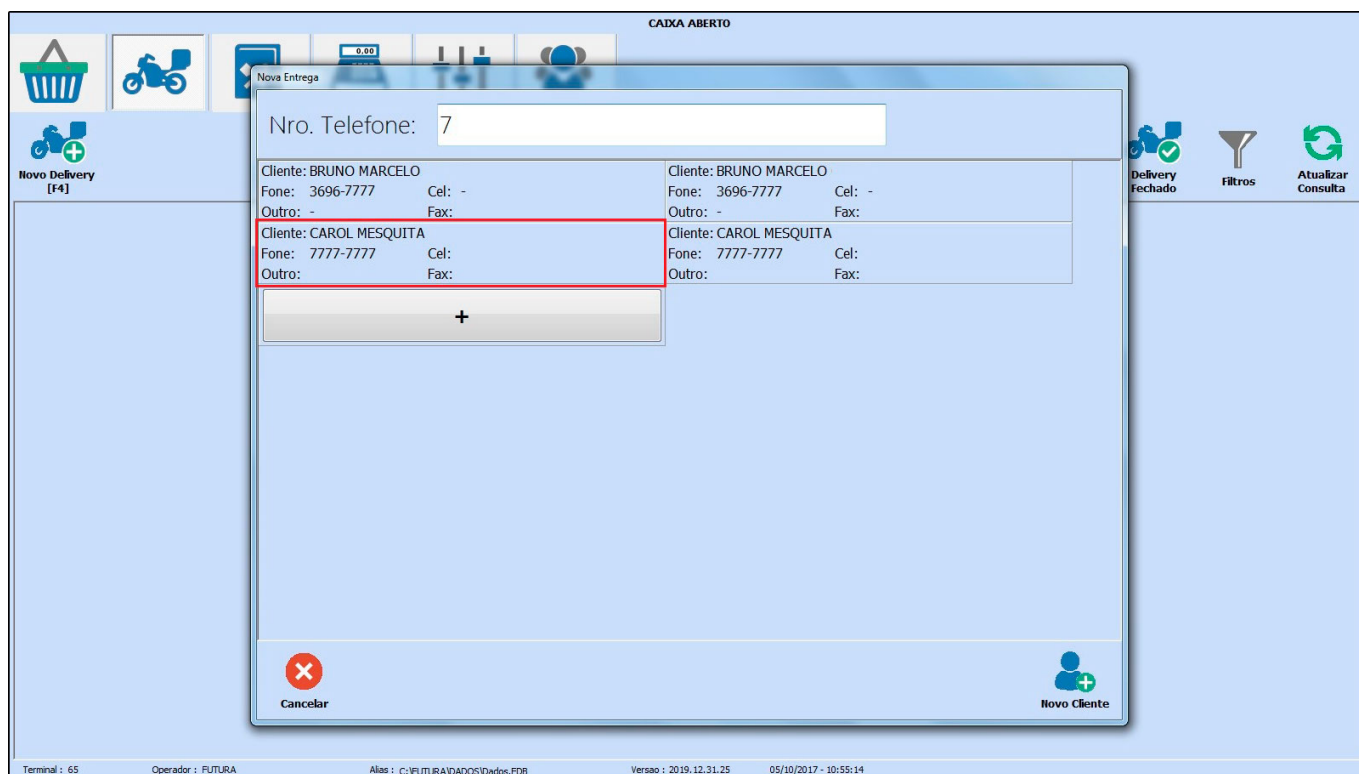 CAIXA ABERTO
0.00
Nova Entrega
Nro. Telefone: 7
Novo Delivery
[F4]
Delivery
Fechado
Filtros
Atualizar
Consulta
Cliente: BRUNO MARCELO
Fone: 3696-7777 Cel: -
Outro: - Fax:
Cliente: BRUNO MARCELO
Fone: 3696-7777 Cel: -
Outro: - Fax:
Cliente: CAROL MESQUITA
Fone: 7777-7777 Cel:
Outro: Fax:
Cliente: CAROL MESQUITA
Fone: 7777-7777 Cel:
Outro: Fax:
+
Cancelar
Novo Cliente
Terminal : 65 Operador : FUTURA Alias : C:\FUTURA\DADOS\Dados.FDB Versao : 2019.12.31.25 05/10/2017 - 10:55:14